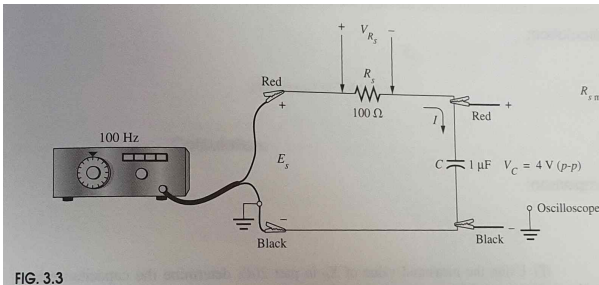 + V_Rs −
R_s
100 Ω
Red
+
100 Hz
E_s
I
+
Red
C
1 μF
V_C = 4 V (p-p)
Oscilloscope
−
Black
Black
−
FIG. 3.3